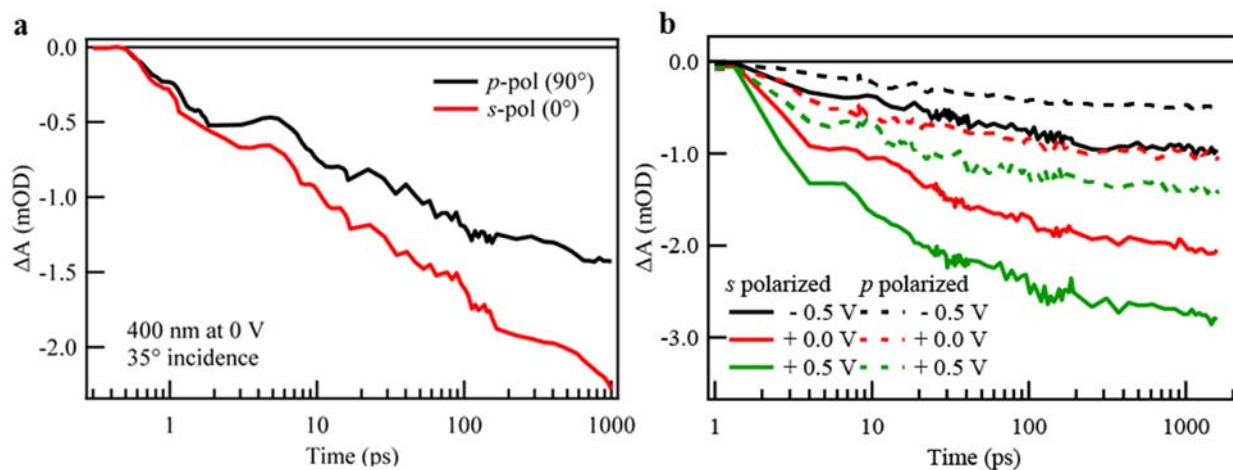 a
0.0
-0.5
-1.0
-1.5
-2.0
ΔA (mOD)
p-pol (90°)
s-pol (0°)
400 nm at 0 V
35° incidence
1 10 100 1000
Time (ps)
b
0.0
-1.0
-2.0
-3.0
ΔA (mOD)
s polarized p polarized
- 0.5 V - 0.5 V
+ 0.0 V + 0.0 V
+ 0.5 V + 0.5 V
1 10 100 1000
Time (ps)